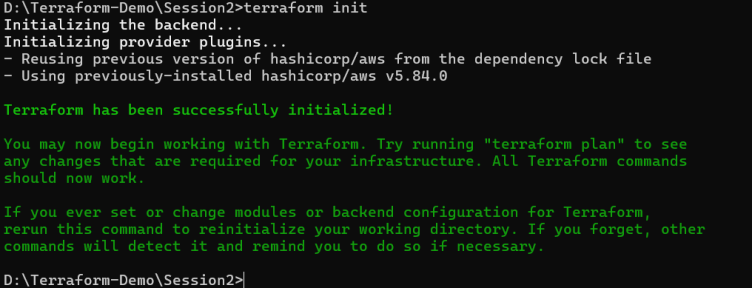 D:\Terraform-Demo\Session2>terraform init
Initializing the backend...
Initializing provider plugins...
- Reusing previous version of hashicorp/aws from the dependency lock file
- Using previously-installed hashicorp/aws v5.84.0
Terraform has been successfully initialized!
You may now begin working with Terraform. Try running "terraform plan" to see
any changes that are required for your infrastructure. All Terraform commands
should now work.
If you ever set or change modules or backend configuration for Terraform,
rerun this command to reinitialize your working directory. If you forget, other
commands will detect it and remind you to do so if necessary.
D:\Terraform-Demo\Session2>